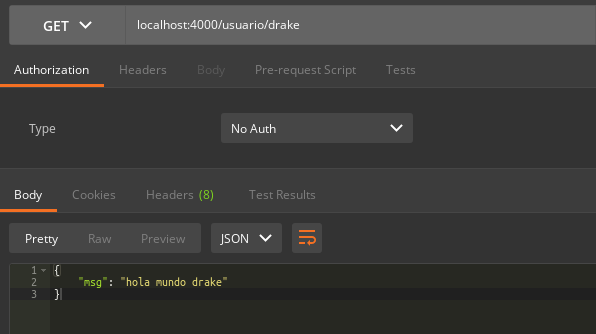 GET localhost:4000/usuario/drake
Authorization Headers Body Pre-request Script Tests
Type No Auth
Body Cookies Headers (8) Test Results
Pretty Raw Preview JSON
1 {
2 "msg": "hola mundo drake"
3 }